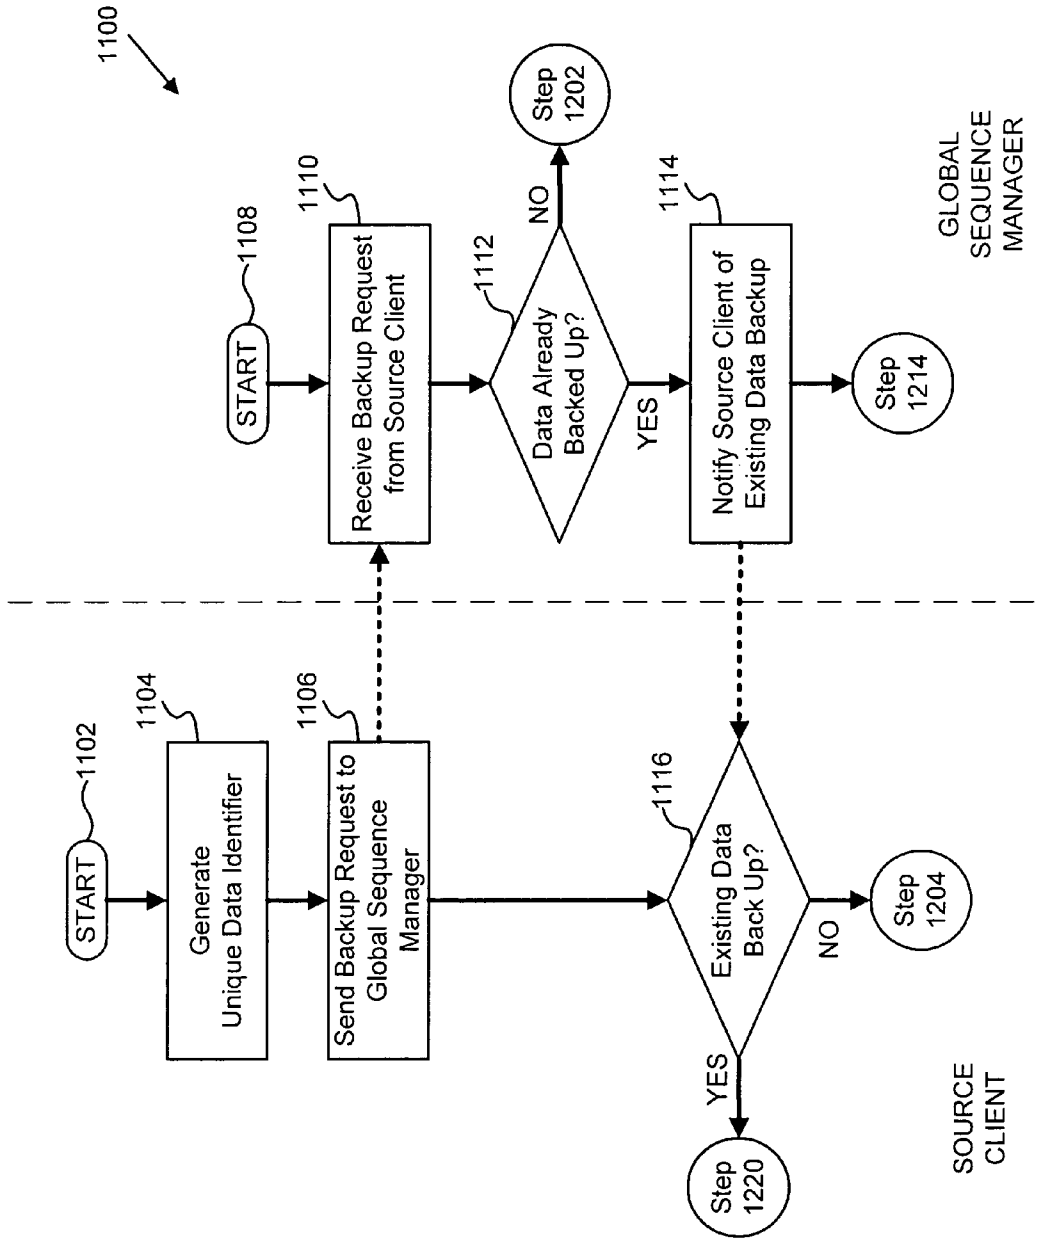 1100
START
1102
Generate
Unique Data Identifier
1104
Send Backup Request to
Global Sequence
Manager
1106
Existing Data
Back Up?
1116
YES
Step
1220
NO
Step
1204
SOURCE
CLIENT
START
1108
Receive Backup Request
from Source Client
1110
Data Already
Backed Up?
1112
NO
Step
1202
YES
Notify Source Client of
Existing Data Backup
1114
Step
1214
GLOBAL
SEQUENCE
MANAGER